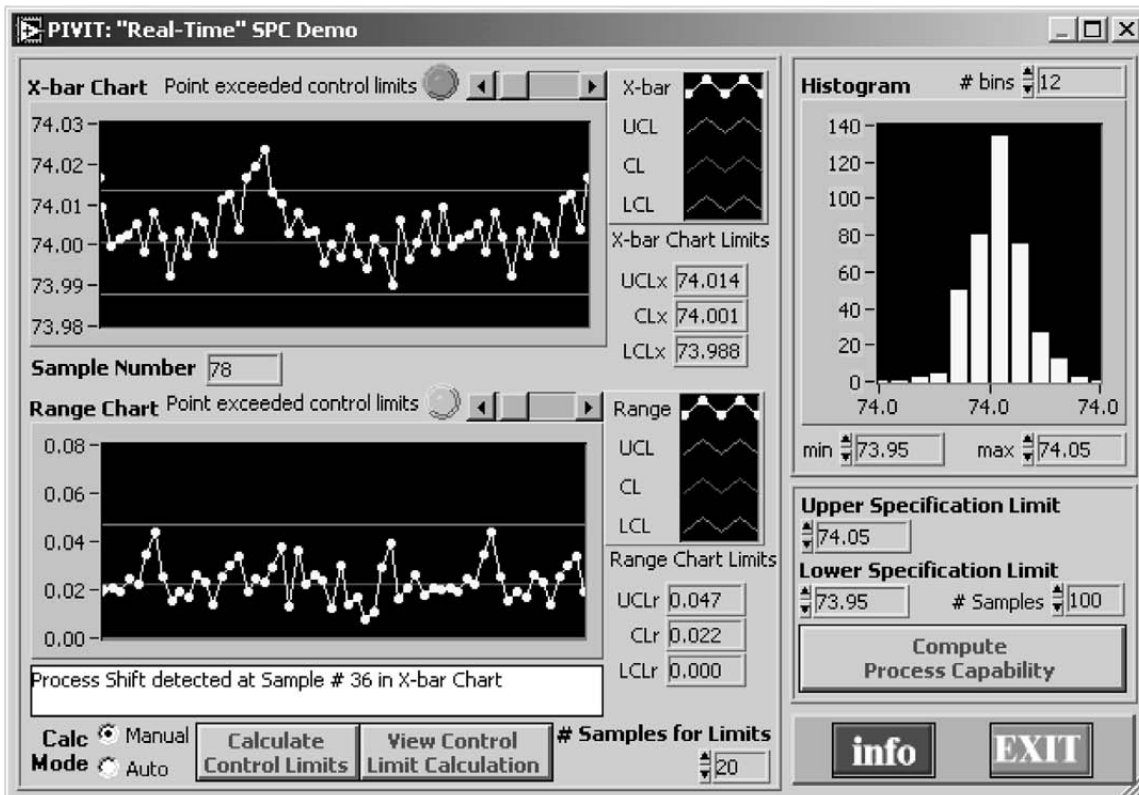 PIVIT: "Real-Time" SPC Demo
X-bar Chart Point exceeded control limits
74.03
74.02
74.01
74.00
73.99
73.98
X-bar
UCL
CL
LCL
X-bar Chart Limits
UCLx 74.014
CLx 74.001
LCLx 73.988
Sample Number 78
Range Chart Point exceeded control limits
0.08
0.06
0.04
0.02
0.00
Range
UCL
CL
LCL
Range Chart Limits
UCLr 0.047
CLr 0.022
LCLr 0.000
Process Shift detected at Sample # 36 in X-bar Chart
Calc Mode
Manual
Auto
Calculate
Control Limits
View Control
Limit Calculation
# Samples for Limits
20
Histogram # bins 12
140
120
100
80
60
40
20
0
74.0 74.0 74.0
min 73.95 max 74.05
Upper Specification Limit
74.05
Lower Specification Limit
73.95 # Samples 100
Compute
Process Capability
info EXIT